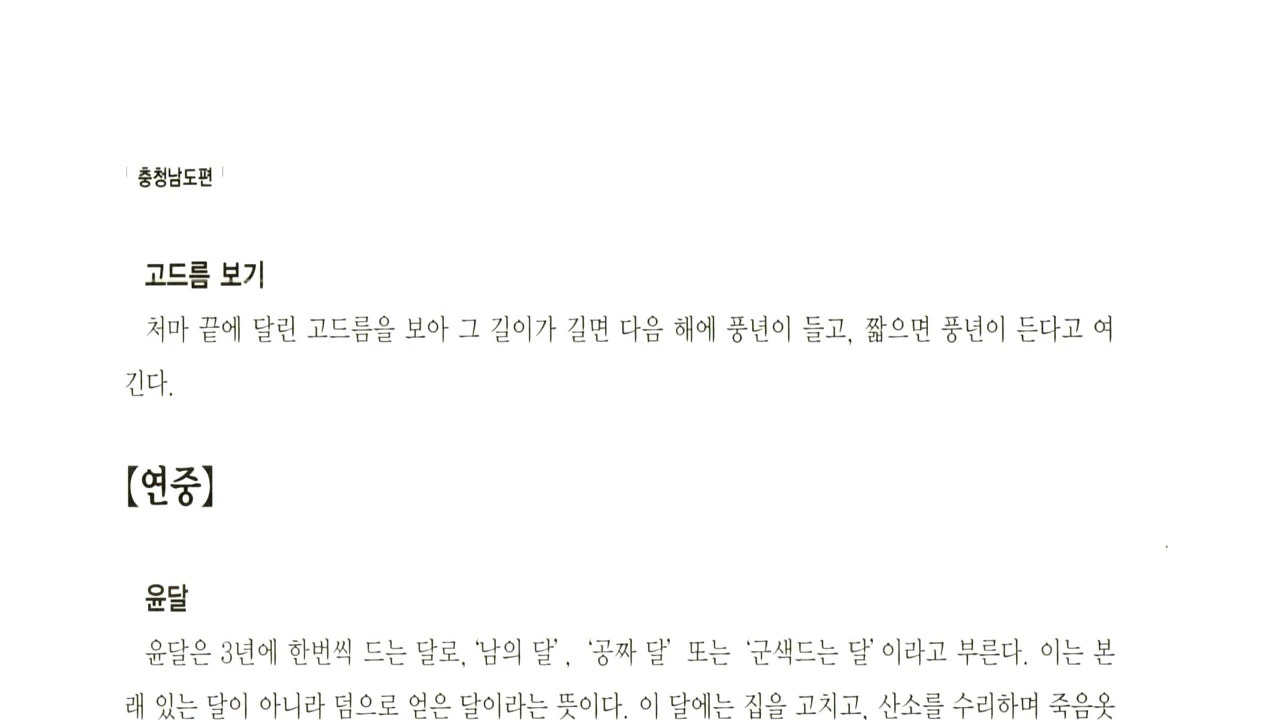 충청남도편
고드름 보기
처마 끝에 달린 고드름을 보아 그 길이가 길면 다음 해에 풍년이 들고, 짧으면 풍년이 든다고 여
긴다.
【연중】
윤달
윤달은 3년에 한번씩 드는 달로, ‘남의 달’, ‘공짜 달’ 또는 ‘군색드는 달’이라고 부른다. 이는 본
래 있는 달이 아니라 덤으로 얻은 달이라는 뜻이다. 이 달에는 집을 고치고, 산소를 수리하며 죽음옷